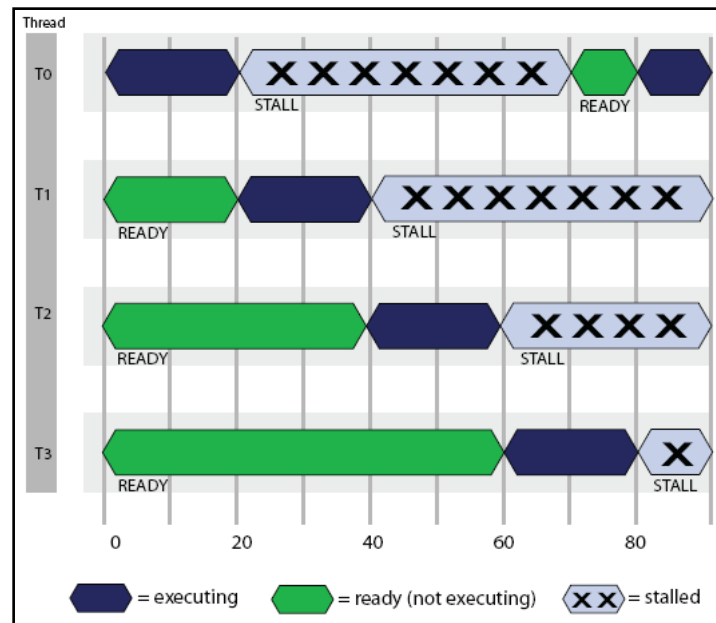 Thread
T0
STALL
READY
T1
READY
STALL
T2
READY
STALL
T3
READY
STALL
0 20 40 60 80
= executing = ready (not executing) = stalled